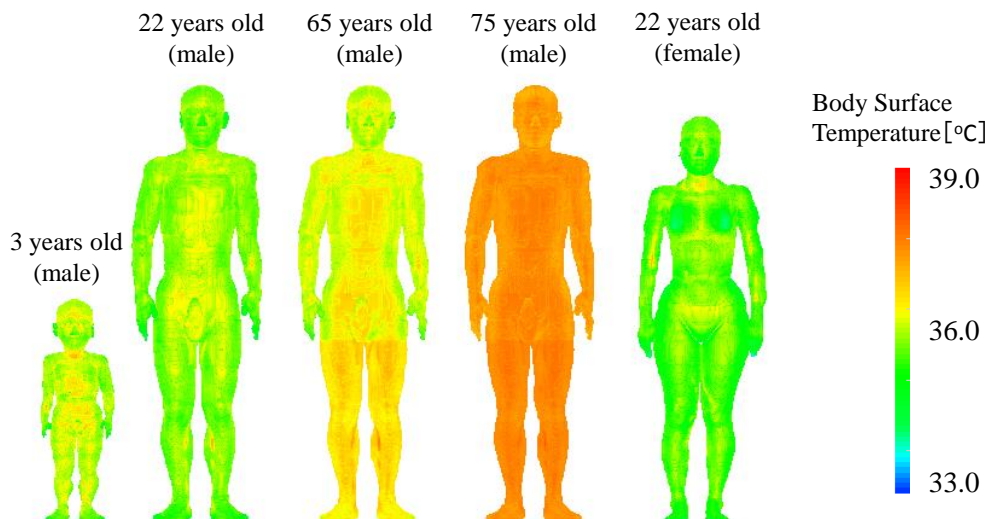 22 years old
(male)
65 years old
(male)
75 years old
(male)
22 years old
(female)
3 years old
(male)
Body Surface
Temperature[℃]
39.0
36.0
33.0